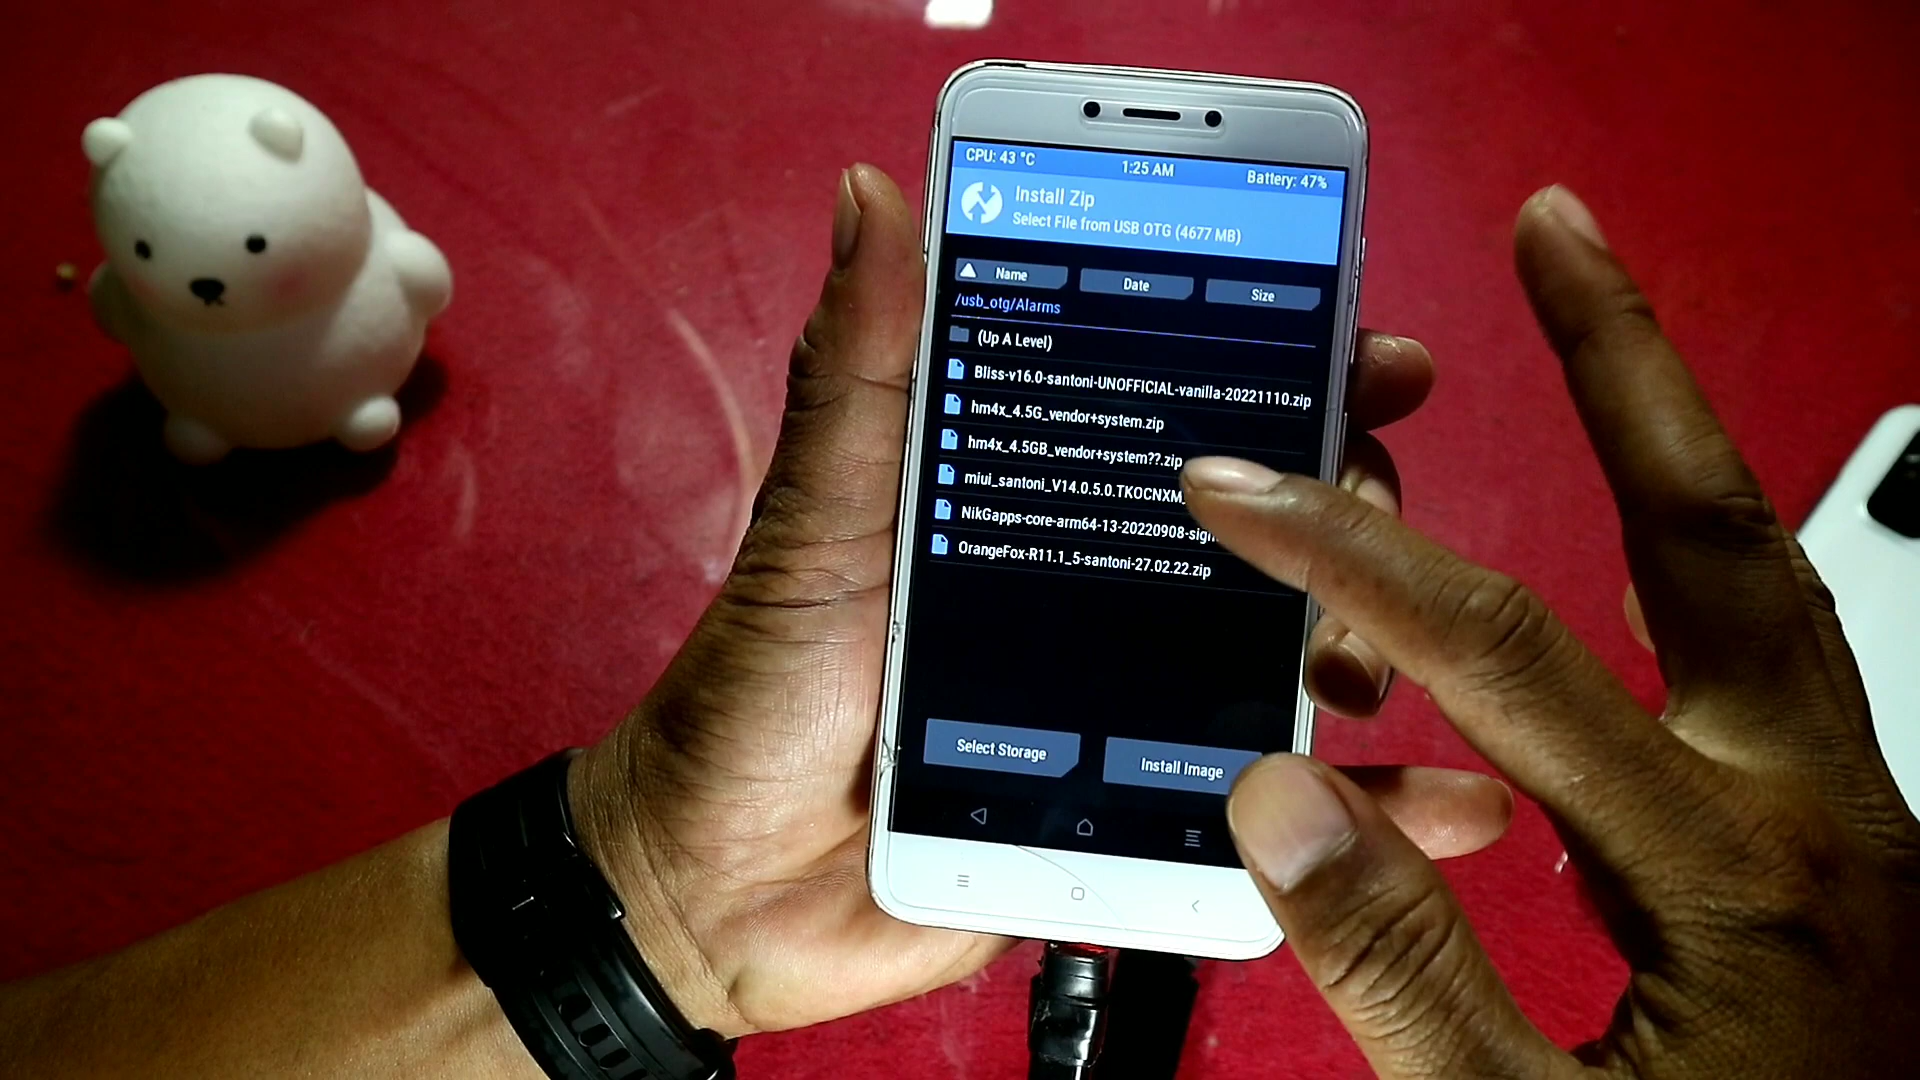 CPU: 43 °C 1:25 AM Battery: 47%
Install Zip
Select File from USB OTG (4677 MB)
Name Date Size
/usb_otg/Alarms
(Up A Level)
Bliss-v16.0-santoni-UNOFFICIAL-vanilla-20221110.zip
hm4x_4.5G_vendor+system.zip
hm4x_4.5GB_vendor+system??.zip
miui_santoni_V14.0.5.0.TKOCNXM_
NikGapps-core-arm64-13-20220908-sign
OrangeFox-R11.1_5-santoni-27.02.22.zip
Select Storage Install Image